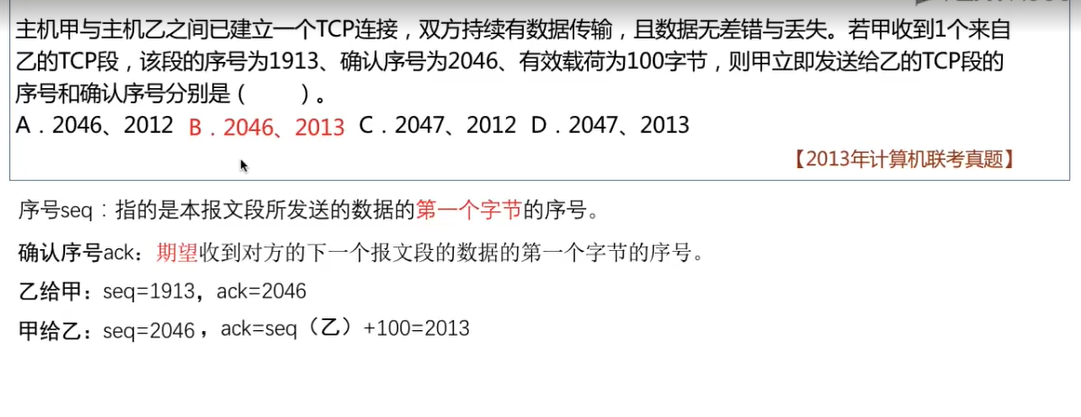 主机甲与主机乙之间已建立一个TCP连接，双方持续有数据传输，且数据无差错与丢失。若甲收到1个来自
乙的TCP段，该段的序号为1913、确认序号为2046、有效载荷为100字节，则甲立即发送给乙的TCP段的
序号和确认序号分别是（　　）。
A．2046、2012 B．2046、2013 C．2047、2012 D．2047、2013
【2013年计算机联考真题】
序号seq：指的是本报文段所发送的数据的第一个字节的序号。
确认序号ack：期望收到对方的下一个报文段的数据的第一个字节的序号。
乙给甲：seq=1913，ack=2046
甲给乙：seq=2046，ack=seq（乙）+100=2013